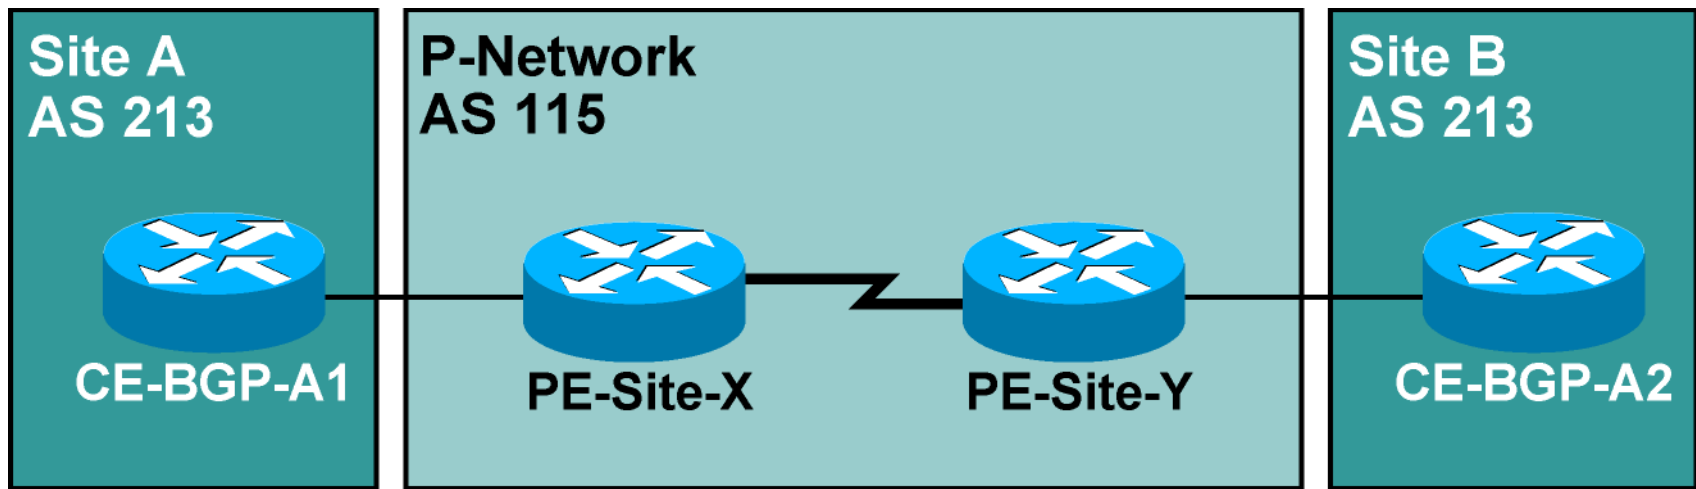 Site A
AS 213
P-Network
AS 115
Site B
AS 213
CE-BGP-A1
PE-Site-X
PE-Site-Y
CE-BGP-A2